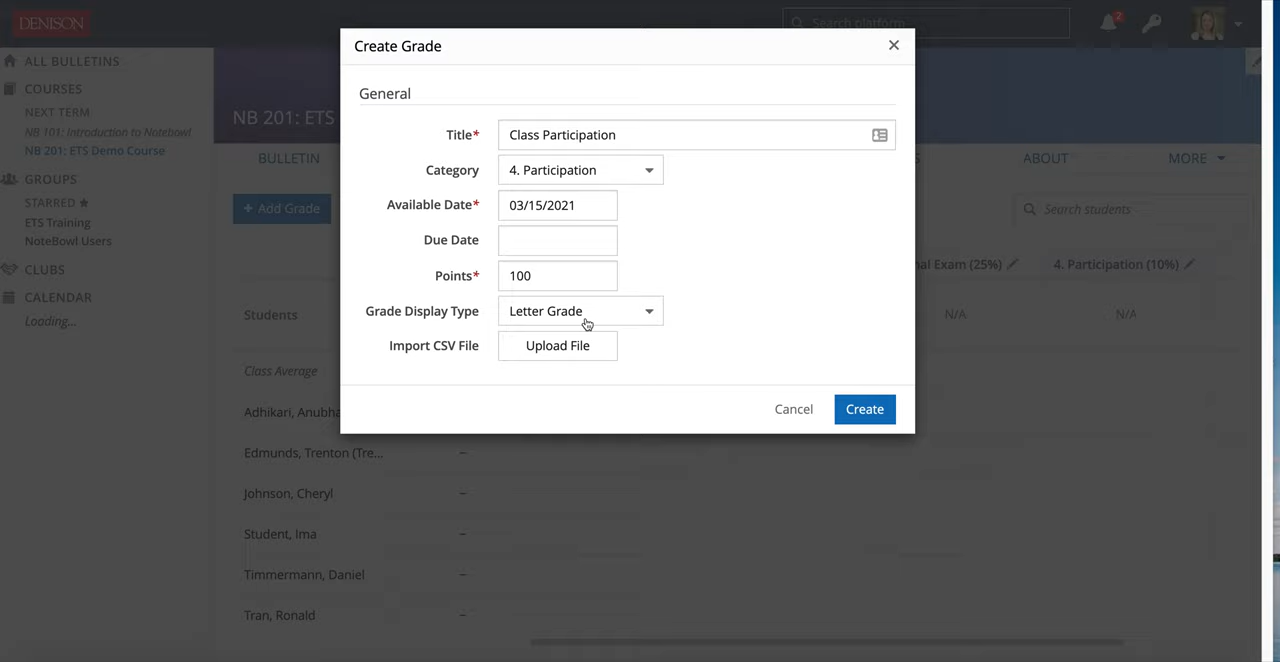 DENISON
Search platform
2
ALL BULLETINS
COURSES
NEXT TERM
NB 101: Introduction to Notebowl
NB 201: ETS Demo Course
GROUPS
STARRED
ETS Training
NoteBowl Users
CLUBS
CALENDAR
Loading...
NB 201: ETS
BULLETIN
S
ABOUT
MORE
+ Add Grade
Search students
nal Exam (25%)
4. Participation (10%)
Students
N/A
N/A
Class Average
Adhikari, Anubha
Edmunds, Trenton (Tre... –
Johnson, Cheryl –
Student, Ima –
Timmermann, Daniel –
Tran, Ronald –
Create Grade
General
Title* Class Participation
Category 4. Participation
Available Date* 03/15/2021
Due Date
Points* 100
Grade Display Type Letter Grade
Import CSV File Upload File
Cancel Create